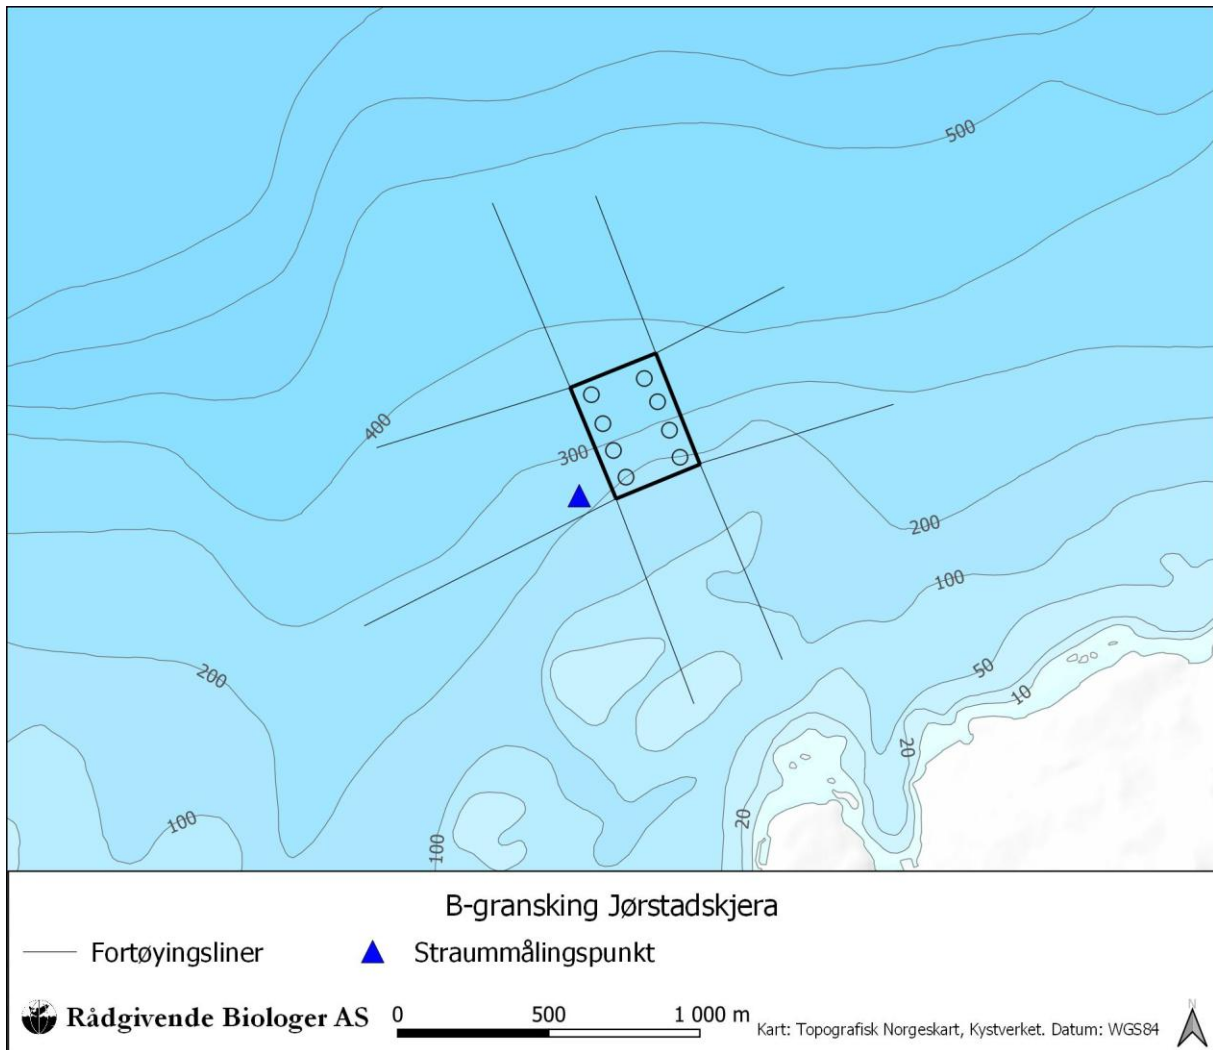 500
400
300
200
100
200
50
10
20
100
20
100
B-gransking Jørstadskjera
Fortøyingsliner
Straummålingspunkt
Rådgivende Biologer AS
0 500 1 000 m
Kart: Topografisk Norgeskart, Kystverket. Datum: WGS84
N